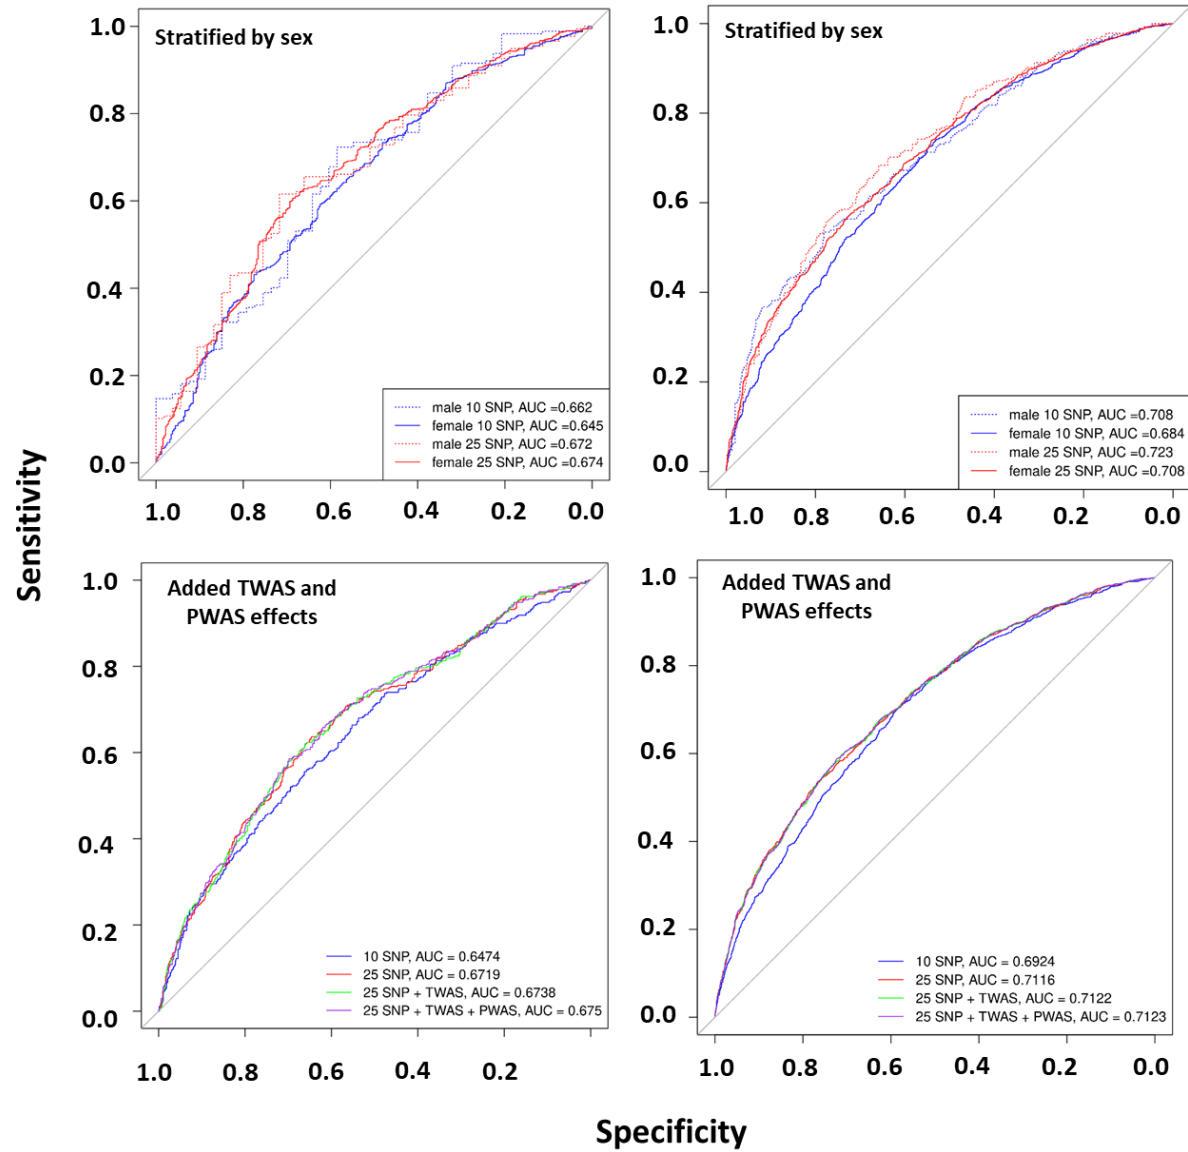 Sensitivity
Stratified by sex
1.0
0.8
0.6
0.4
0.2
0.0
male 10 SNP, AUC =0.662
female 10 SNP, AUC =0.645
male 25 SNP, AUC =0.672
female 25 SNP, AUC =0.674
1.0 0.8 0.6 0.4 0.2 0.0
Stratified by sex
1.0
0.8
0.6
0.4
0.2
0.0
male 10 SNP, AUC =0.708
female 10 SNP, AUC =0.684
male 25 SNP, AUC =0.723
female 25 SNP, AUC =0.708
1.0 0.8 0.6 0.4 0.2 0.0
Added TWAS and
PWAS effects
1.0
0.8
0.6
0.4
0.2
0.0
10 SNP, AUC = 0.6474
25 SNP, AUC = 0.6719
25 SNP + TWAS, AUC = 0.6738
25 SNP + TWAS + PWAS, AUC = 0.675
1.0 0.8 0.6 0.4 0.2
Added TWAS and
PWAS effects
1.0
0.8
0.6
0.4
0.2
0.0
10 SNP, AUC = 0.6924
25 SNP, AUC = 0.7116
25 SNP + TWAS, AUC = 0.7122
25 SNP + TWAS + PWAS, AUC = 0.7123
1.0 0.8 0.6 0.4 0.2 0.0
Specificity